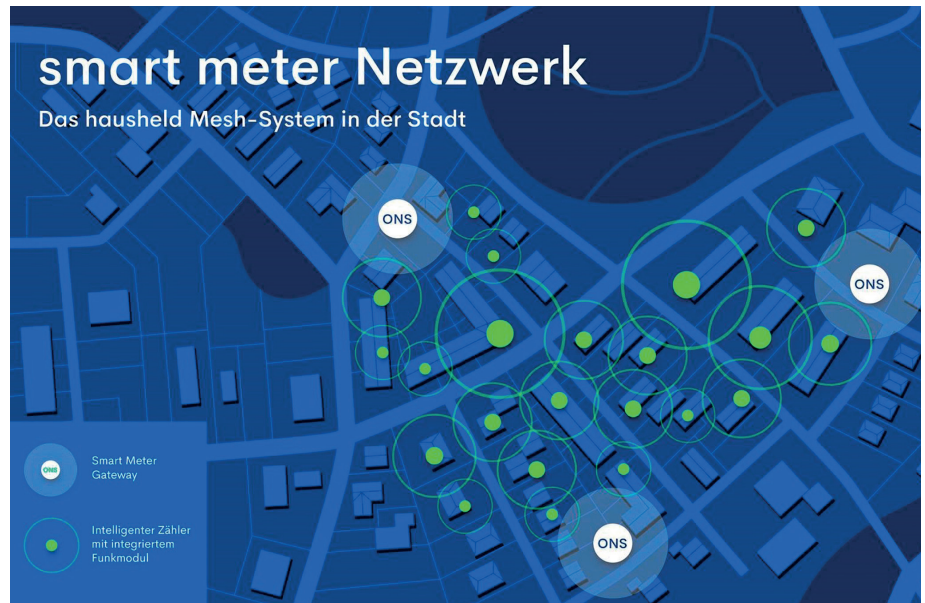 smart meter Netzwerk
Das hausheld Mesh-System in der Stadt
ONS
ONS
ONS
ONS
Smart Meter
Gateway
Intelligenter Zähler
mit integriertem
Funkmodul